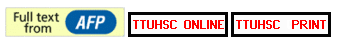 Full text
from AFP
TTUHSC ONLINE
TTUHSC PRINT